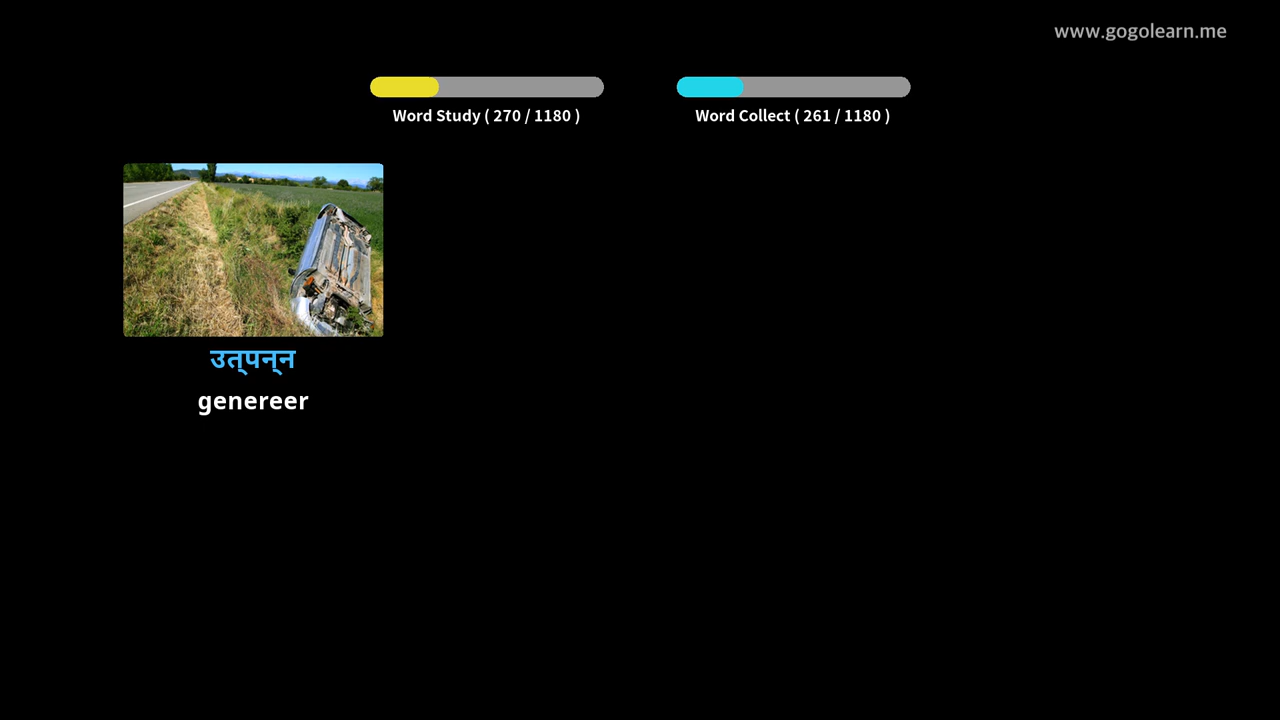 www.gogolearn.me
Word Study ( 270 / 1180 )
Word Collect ( 261 / 1180 )
उत्पन्न
genereer